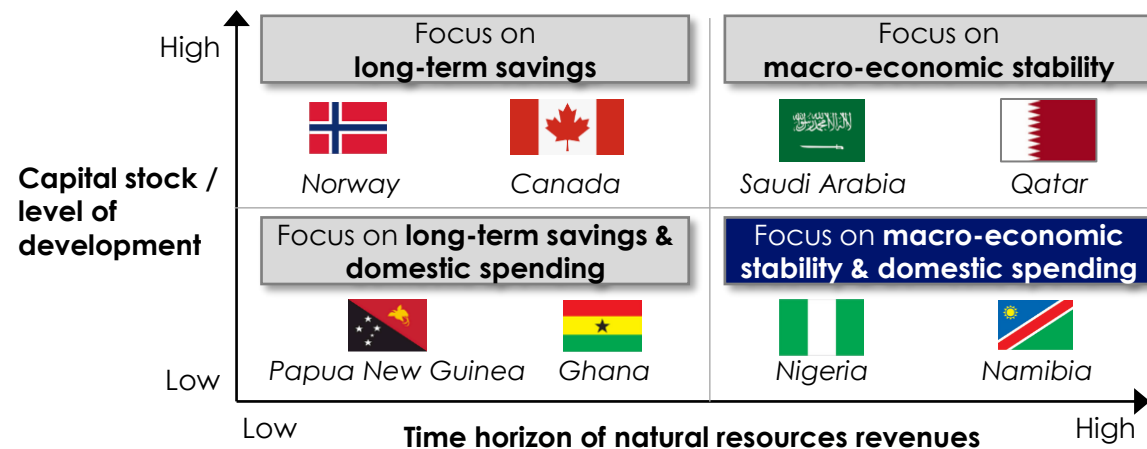 High
Focus on
long-term savings
Focus on
macro-economic stability
Norway
Canada
Saudi Arabia
Qatar
Capital stock /
level of
development
Focus on long-term savings &
domestic spending
Focus on macro-economic
stability & domestic spending
Papua New Guinea
Ghana
Nigeria
Namibia
Low
Low
Time horizon of natural resources revenues
High